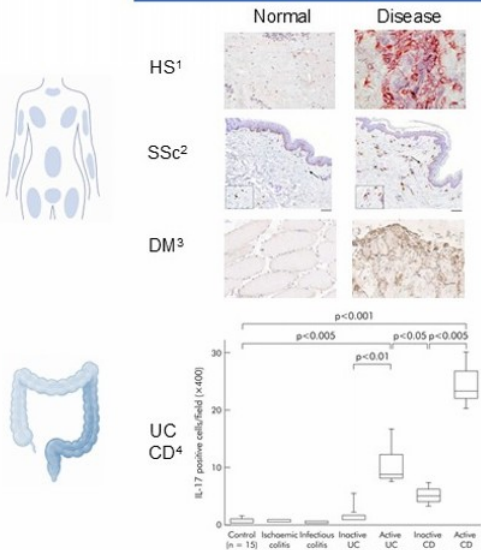 Normal Disease
HS¹
SSc²
DM³
UC
CD⁴
p<0.001
p<0.005 p<0.05 p<0.005
p<0.01
IL-17 positive cells/field (×400)
30
20
10
0
Control (n = 15)
Ischaemic colitis
Infectious colitis
Inactive UC
Active UC
Inactive CD
Active CD